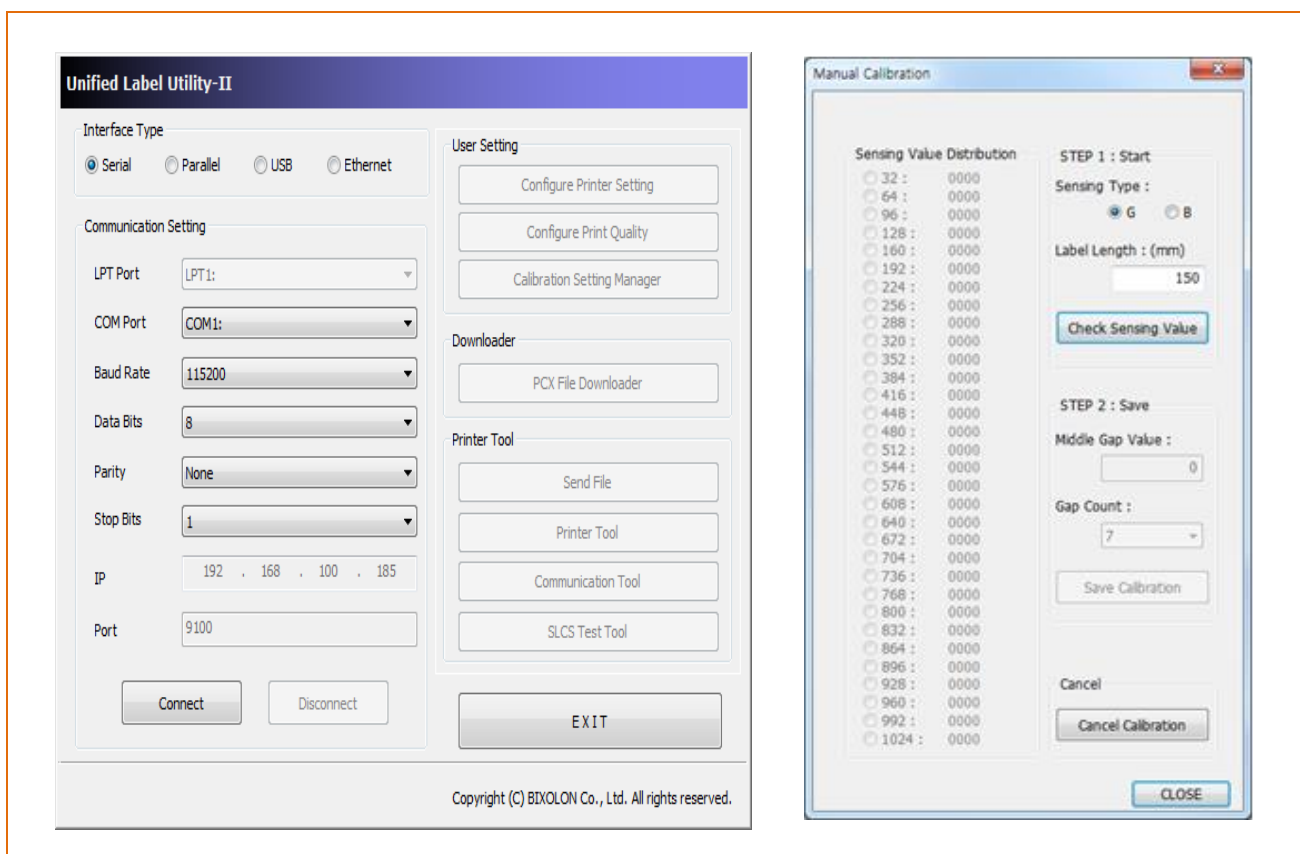 Unified Label Utility-II
Interface Type
Serial Parallel USB Ethernet
Communication Setting
LPT Port LPT1:
COM Port COM1:
Baud Rate 115200
Data Bits 8
Parity None
Stop Bits 1
IP 192 . 168 . 100 . 185
Port 9100
Connect Disconnect
User Setting
Configure Printer Setting
Configure Print Quality
Calibration Setting Manager
Downloader
PCX File Downloader
Printer Tool
Send File
Printer Tool
Communication Tool
SLCS Test Tool
EXIT
Copyright (C) BIXOLON Co., Ltd. All rights reserved.
Manual Calibration
Sensing Value Distribution
32 : 0000
64 : 0000
96 : 0000
128 : 0000
160 : 0000
192 : 0000
224 : 0000
256 : 0000
288 : 0000
320 : 0000
352 : 0000
384 : 0000
416 : 0000
448 : 0000
480 : 0000
512 : 0000
544 : 0000
576 : 0000
608 : 0000
640 : 0000
672 : 0000
704 : 0000
736 : 0000
768 : 0000
800 : 0000
832 : 0000
864 : 0000
896 : 0000
928 : 0000
960 : 0000
992 : 0000
1024 : 0000
STEP 1 : Start
Sensing Type :
G B
Label Length : (mm)
150
Check Sensing Value
STEP 2 : Save
Middle Gap Value :
0
Gap Count :
7
Save Calibration
Cancel
Cancel Calibration
CLOSE